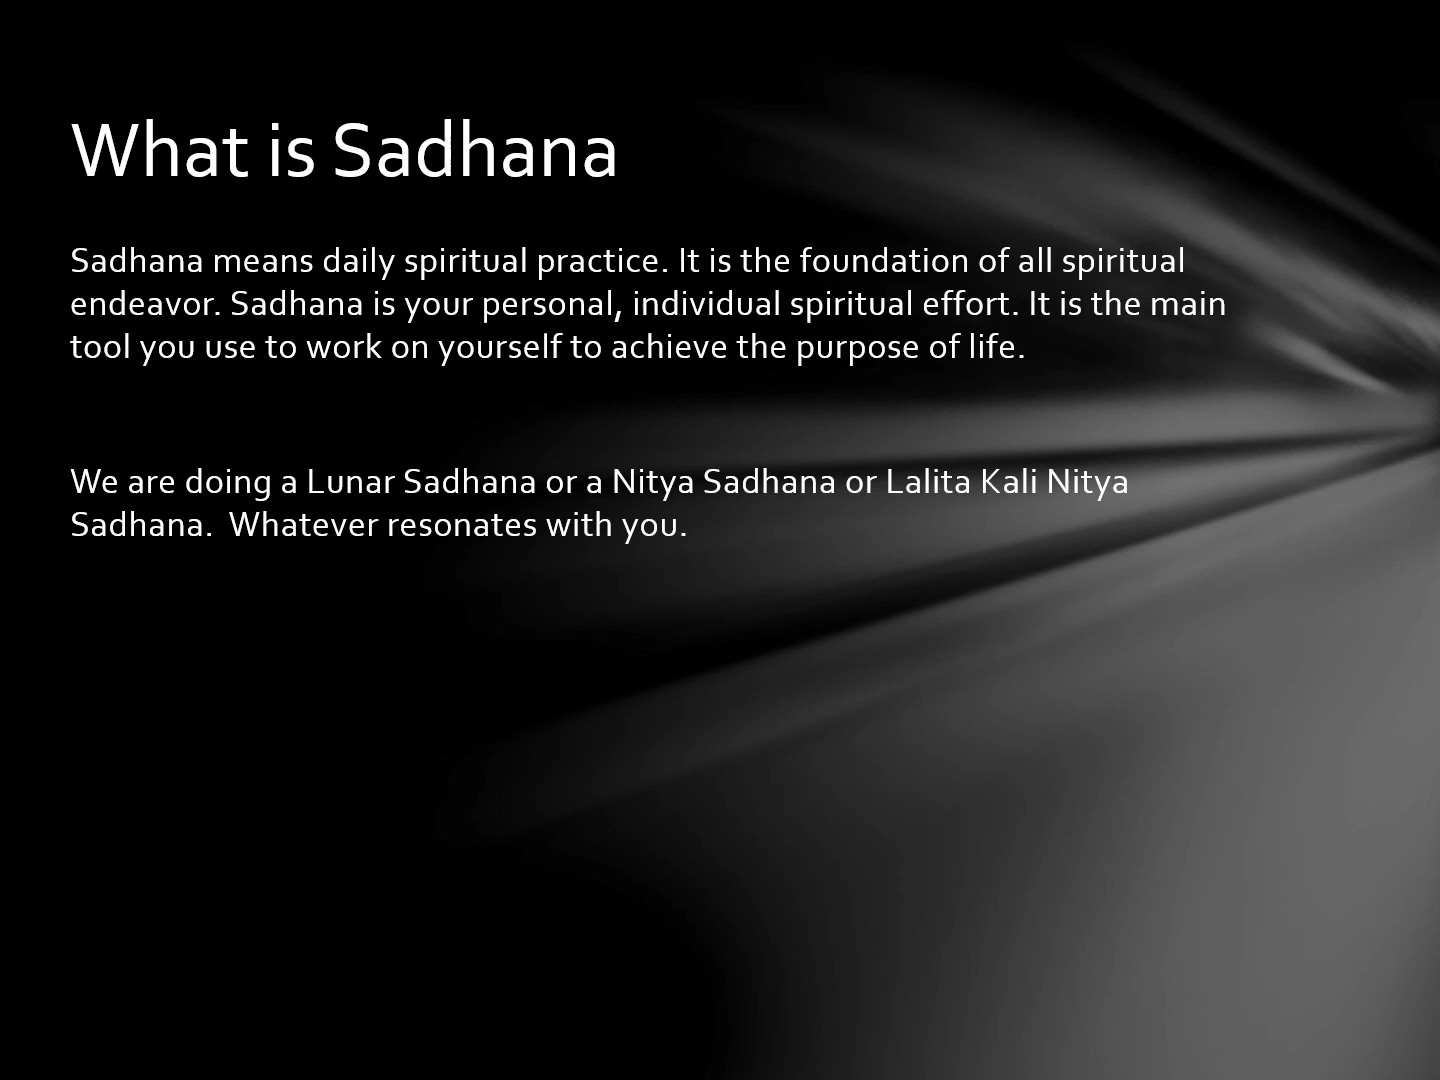 What is Sadhana
Sadhana means daily spiritual practice. It is the foundation of all spiritual
endeavor. Sadhana is your personal, individual spiritual effort. It is the main
tool you use to work on yourself to achieve the purpose of life.
We are doing a Lunar Sadhana or a Nitya Sadhana or Lalita Kali Nitya
Sadhana.  Whatever resonates with you.